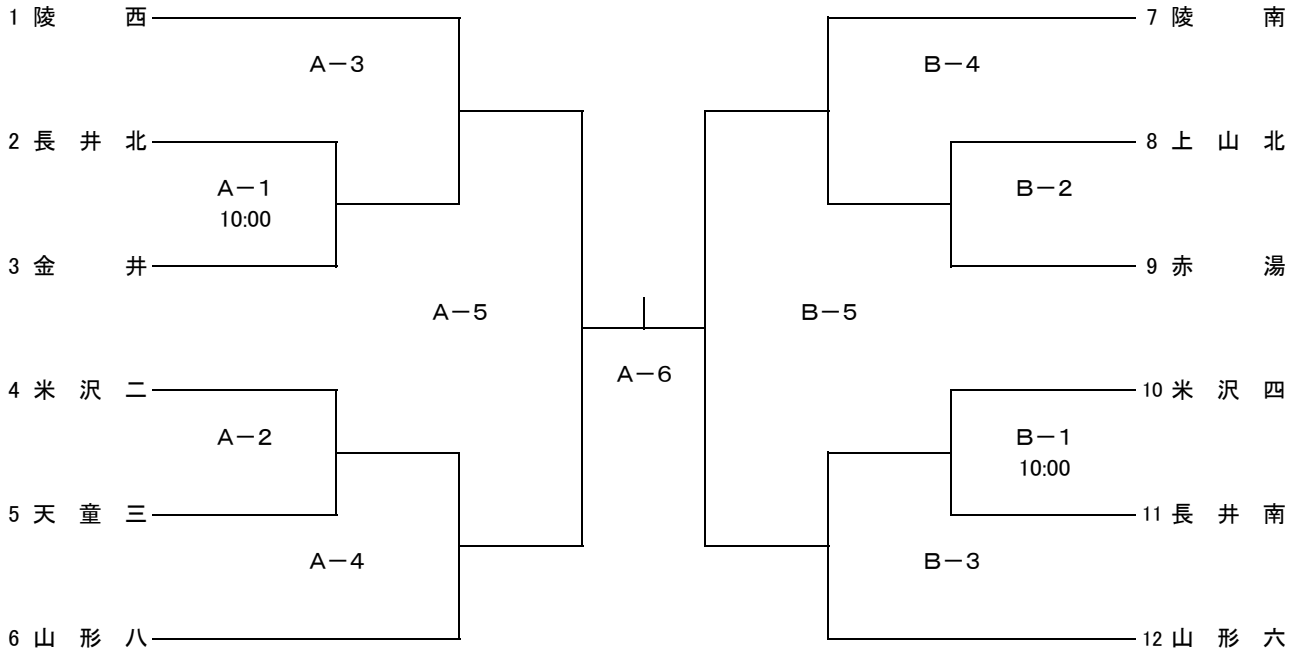 1 陵西
7 陵南
A－3
B－4
2 長井北
8 上山北
A－1
10:00
B－2
3 金井
9 赤湯
A－5
B－5
A－6
4 米沢二
10 米沢四
A－2
B－1
10:00
5 天童三
11 長井南
A－4
B－3
6 山形八
12 山形六